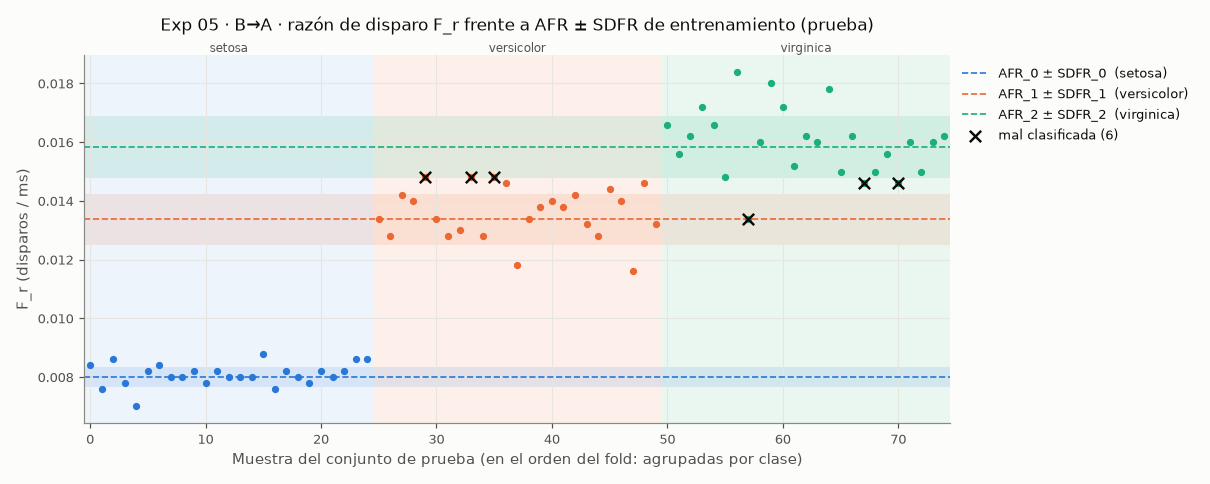 Exp 05 · B→A · razón de disparo F_r frente a AFR ± SDFR de entrenamiento (prueba)
setosa
versicolor
virginica
AFR_0 ± SDFR_0 (setosa)
AFR_1 ± SDFR_1 (versicolor)
AFR_2 ± SDFR_2 (virginica)
mal clasificada (6)
F_r (disparos / ms)
0.018
0.016
0.014
0.012
0.010
0.008
0
10
20
30
40
50
60
70
Muestra del conjunto de prueba (en el orden del fold: agrupadas por clase)